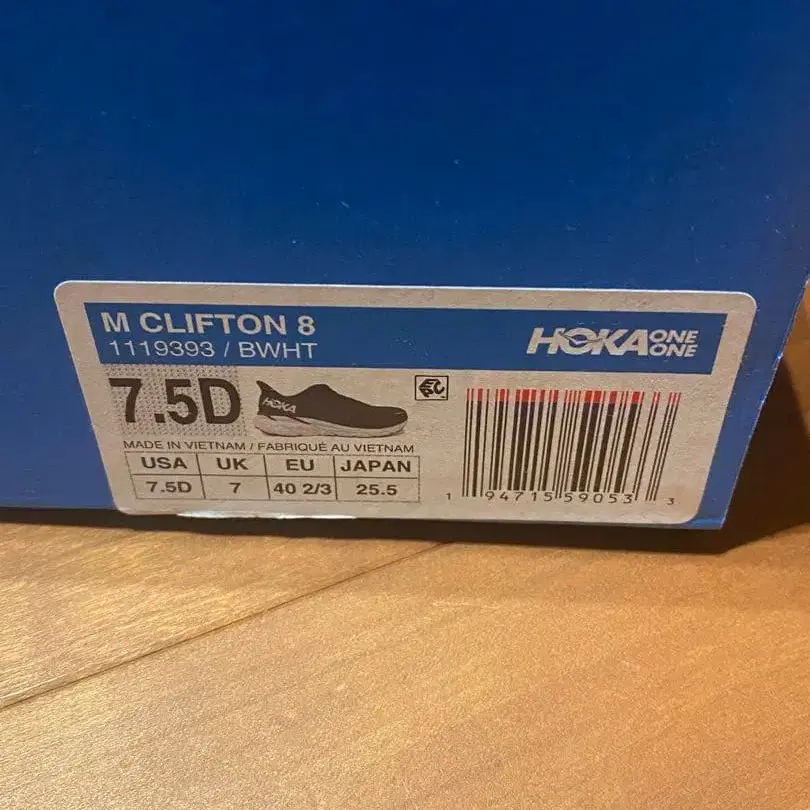 M CLIFTON 8
1119393 / BWHT
HOKA ONE ONE
7.5D
HOKA
MADE IN VIETNAM / FABRIQUÉ AU VIETNAM
USA UK EU JAPAN
7.5D 7 40 2/3 25.5
1 94715 59053 3